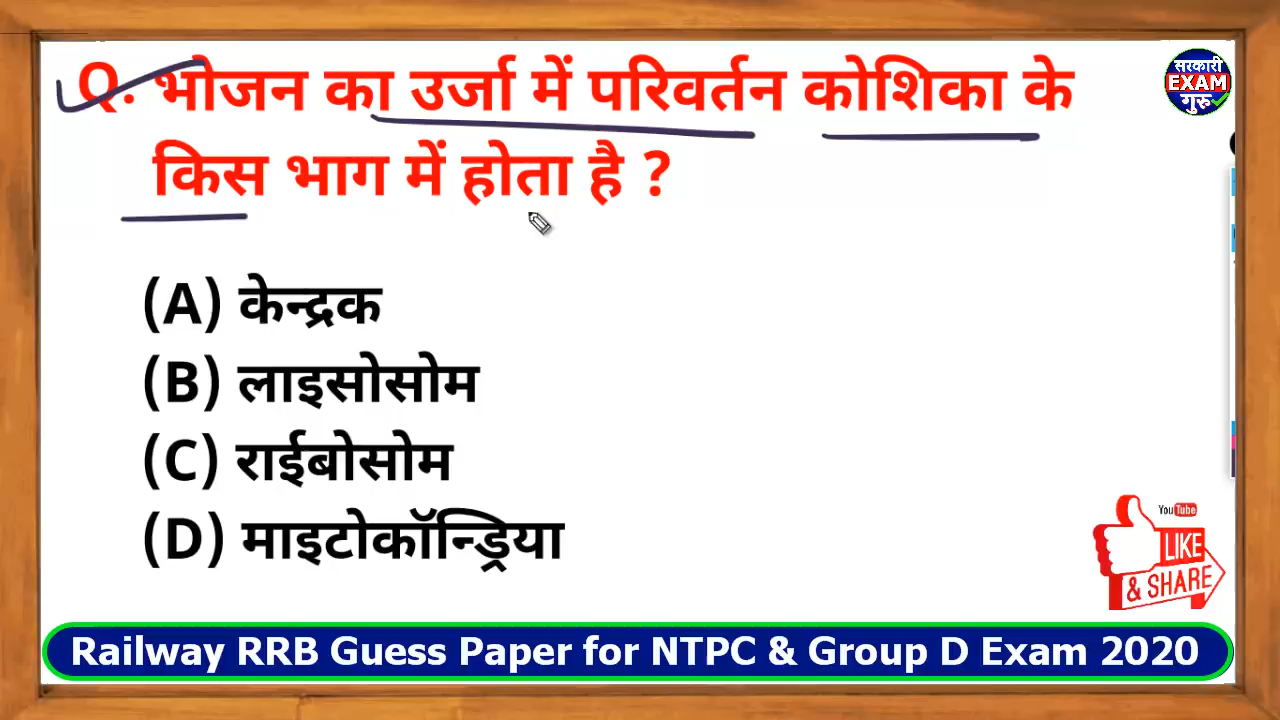 Q. भोजन का उर्जा में परिवर्तन कोशिका के
किस भाग में होता है ?
(A) केन्द्रक
(B) लाइसोसोम
(C) राईबोसोम
(D) माइटोकॉन्ड्रिया
सरकारी
EXAM
गुरु
YouTube
LIKE
& SHARE
Railway RRB Guess Paper for NTPC & Group D Exam 2020